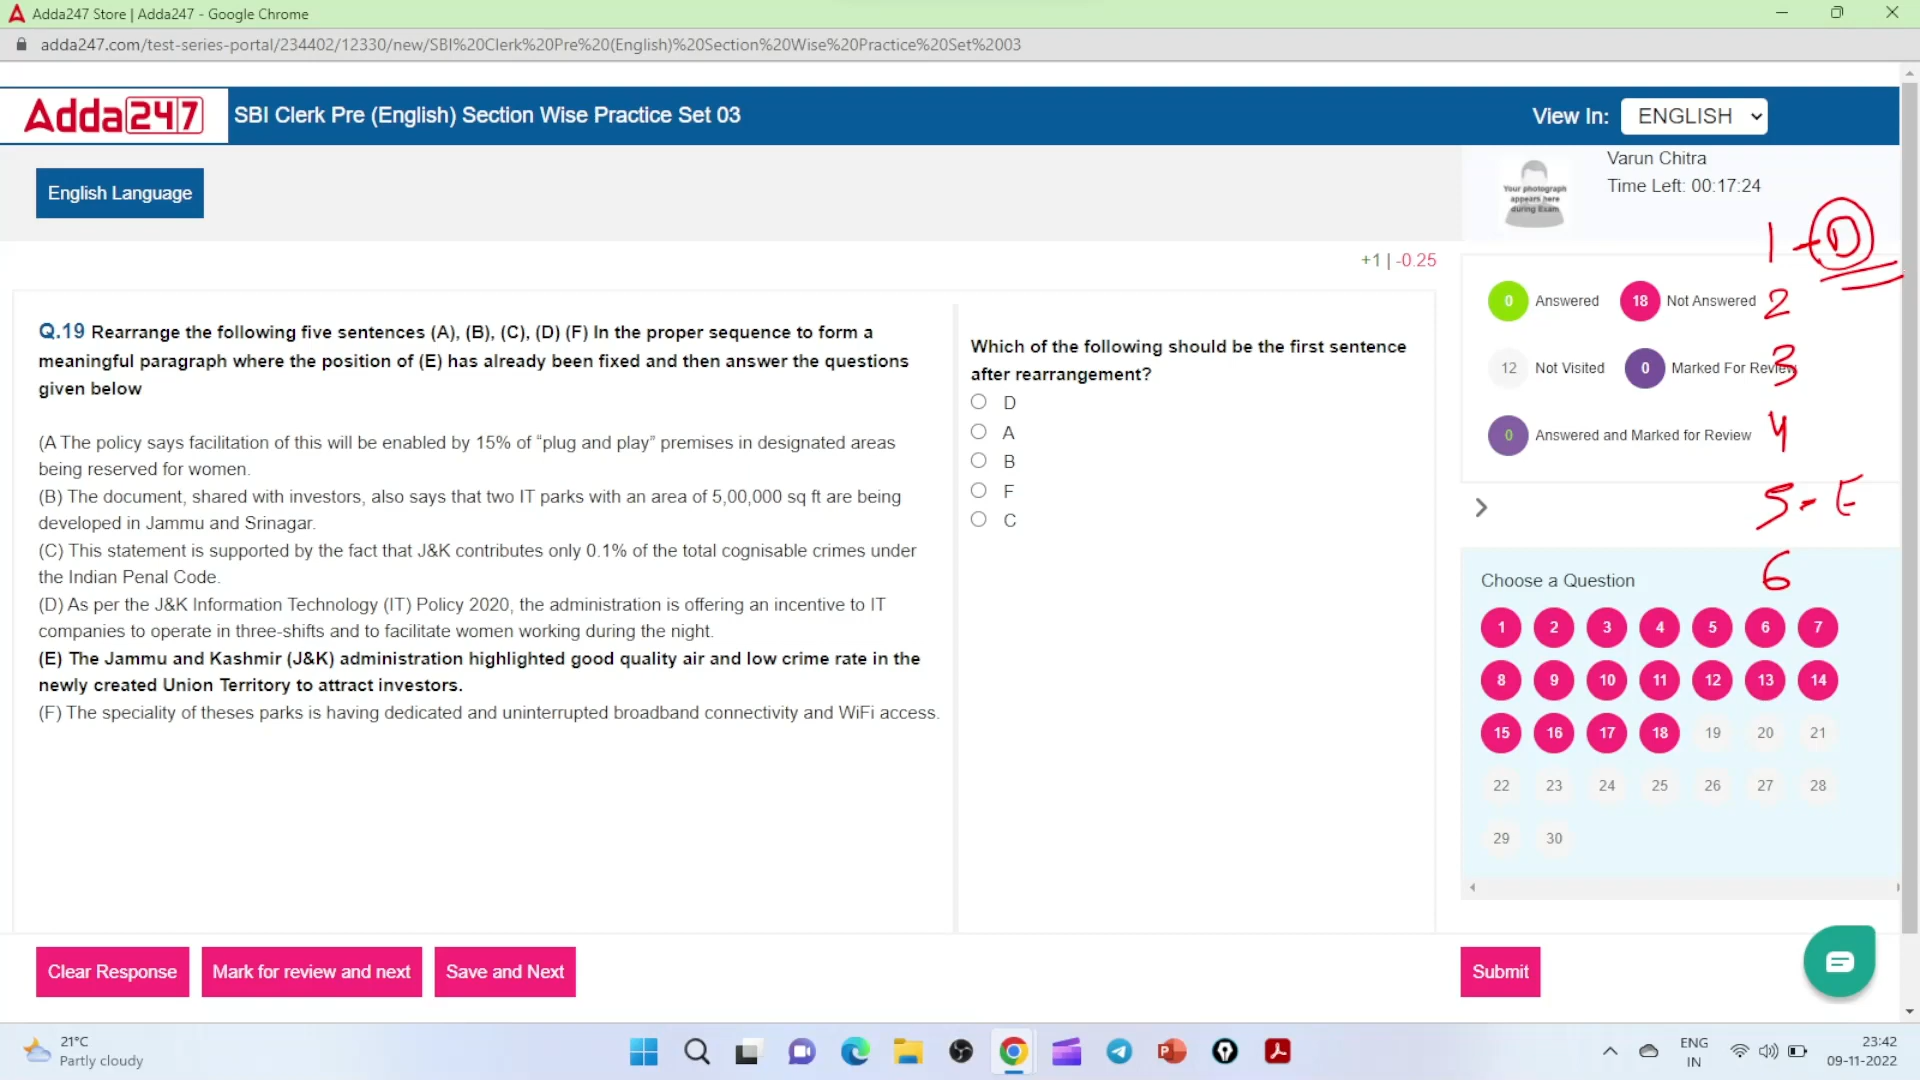 Adda247 Store | Adda247 - Google Chrome
adda247.com/test-series-portal/234402/12330/new/SBI%20Clerk%20Pre%20(English)%20Section%20Wise%20Practice%20Set%2003
Adda247
SBI Clerk Pre (English) Section Wise Practice Set 03
View In:
ENGLISH
English Language
Your photograph
appears here
during Exam
Varun Chitra
Time Left: 00:17:24
+1 | -0.25
Q.19 Rearrange the following five sentences (A), (B), (C), (D) (F) In the proper sequence to form a
meaningful paragraph where the position of (E) has already been fixed and then answer the questions
given below
(A The policy says facilitation of this will be enabled by 15% of “plug and play” premises in designated areas
being reserved for women.
(B) The document, shared with investors, also says that two IT parks with an area of 5,00,000 sq ft are being
developed in Jammu and Srinagar.
(C) This statement is supported by the fact that J&K contributes only 0.1% of the total cognisable crimes under
the Indian Penal Code.
(D) As per the J&K Information Technology (IT) Policy 2020, the administration is offering an incentive to IT
companies to operate in three-shifts and to facilitate women working during the night.
(E) The Jammu and Kashmir (J&K) administration highlighted good quality air and low crime rate in the
newly created Union Territory to attract investors.
(F) The speciality of theses parks is having dedicated and uninterrupted broadband connectivity and WiFi access.
Which of the following should be the first sentence
after rearrangement?
D
A
B
F
C
0 Answered
18 Not Answered
12 Not Visited
0 Marked For Review
0 Answered and Marked for Review
1 - D
2
3
4
5 - E
6
Choose a Question
1 2 3 4 5 6 7
8 9 10 11 12 13 14
15 16 17 18 19 20 21
22 23 24 25 26 27 28
29 30
Clear Response
Mark for review and next
Save and Next
Submit
21°C
Partly cloudy
ENG
IN
23:42
09-11-2022